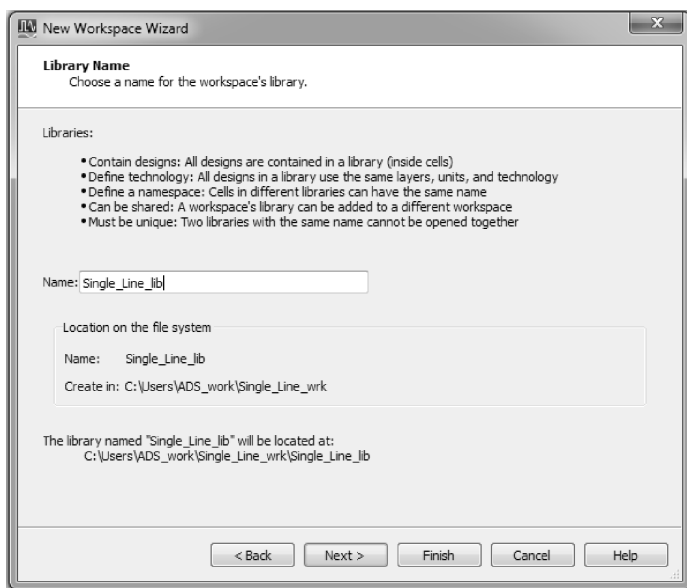 New Workspace Wizard
Library Name
Choose a name for the workspace's library.
Libraries:
• Contain designs: All designs are contained in a library (inside cells)
• Define technology: All designs in a library use the same layers, units, and technology
• Define a namespace: Cells in different libraries can have the same name
• Can be shared: A workspace's library can be added to a different workspace
• Must be unique: Two libraries with the same name cannot be opened together
Name: Single_Line_lib
Location on the file system
Name: Single_Line_lib
Create in: C:\Users\ADS_work\Single_Line_wrk
The library named "Single_Line_lib" will be located at:
C:\Users\ADS_work\Single_Line_wrk\Single_Line_lib
< Back Next > Finish Cancel Help